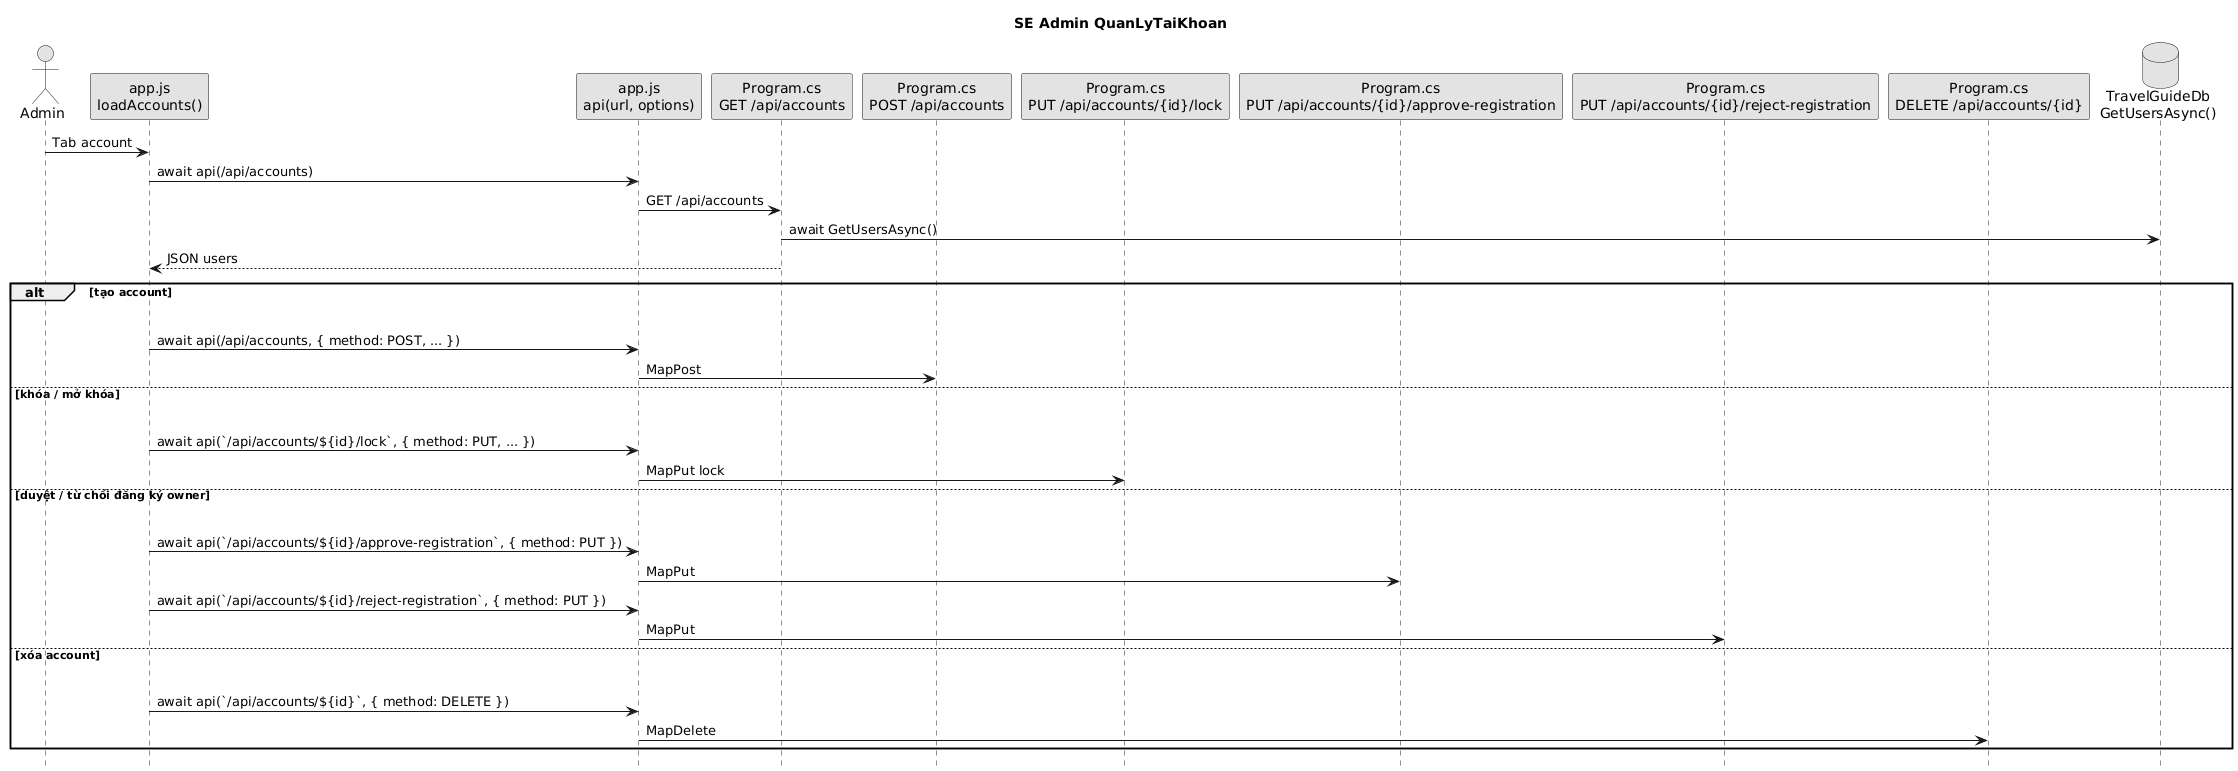 SE Admin QuanLyTaiKhoan
Admin
app.js
loadAccounts()
app.js
api(url, options)
Program.cs
GET /api/accounts
Program.cs
POST /api/accounts
Program.cs
PUT /api/accounts/{id}/lock
Program.cs
PUT /api/accounts/{id}/approve-registration
Program.cs
PUT /api/accounts/{id}/reject-registration
Program.cs
DELETE /api/accounts/{id}
TravelGuideDb
GetUsersAsync()
Tab account
await api(/api/accounts)
GET /api/accounts
await GetUsersAsync()
JSON users
alt [tạo account]
await api(/api/accounts, { method: POST, ... })
MapPost
[khóa / mở khóa]
await api(`/api/accounts/${id}/lock`, { method: PUT, ... })
MapPut lock
[duyệt / từ chối đăng ký owner]
await api(`/api/accounts/${id}/approve-registration`, { method: PUT })
MapPut
await api(`/api/accounts/${id}/reject-registration`, { method: PUT })
MapPut
[xóa account]
await api(`/api/accounts/${id}`, { method: DELETE })
MapDelete